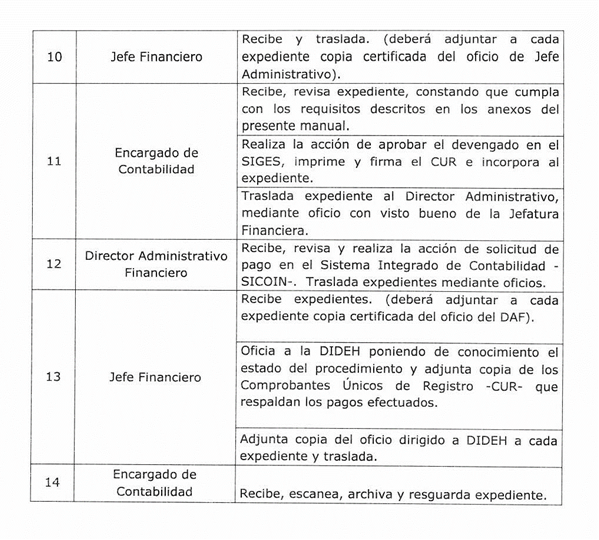 Recibe y traslada. (deberá adjuntar a cada
10 Jefe Financiero expediente copia certificada del oficio de Jefe
Administrativo).
Recibe, revisa expediente, constando que cumpla
con los requisitos descritos en los anexos del
presente manual.
11 Encargado de
Contabilidad
Realiza la acción de aprobar el devengado en el
SIGES, imprime y firma el CUR e incorpora al
expediente.
Traslada expediente al Director Administrativo,
mediante oficio con visto bueno de la Jefatura
Financiera.
12 Director Administrativo
Financiero
Recibe, revisa y realiza la acción de solicitud de
pago en el Sistema Integrado de Contabilidad -
SICOIN-. Traslada expedientes mediante oficios.
Recibe expedientes. (deberá adjuntar a cada
expediente copia certificada del oficio del DAF).
13 Jefe Financiero
Oficia a la DIDEH poniendo de conocimiento el
estado del procedimiento y adjunta copia de los
Comprobantes Únicos de Registro -CUR- que
respaldan los pagos efectuados.
Adjunta copia del oficio dirigido a DIDEH a cada
expediente y traslada.
14 Encargado de
Contabilidad
Recibe, escanea, archiva y resguarda expediente.